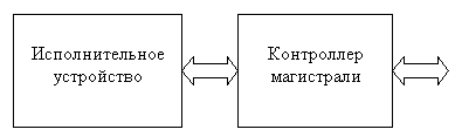 Исполнительное
устройство
Контроллер
магистрали